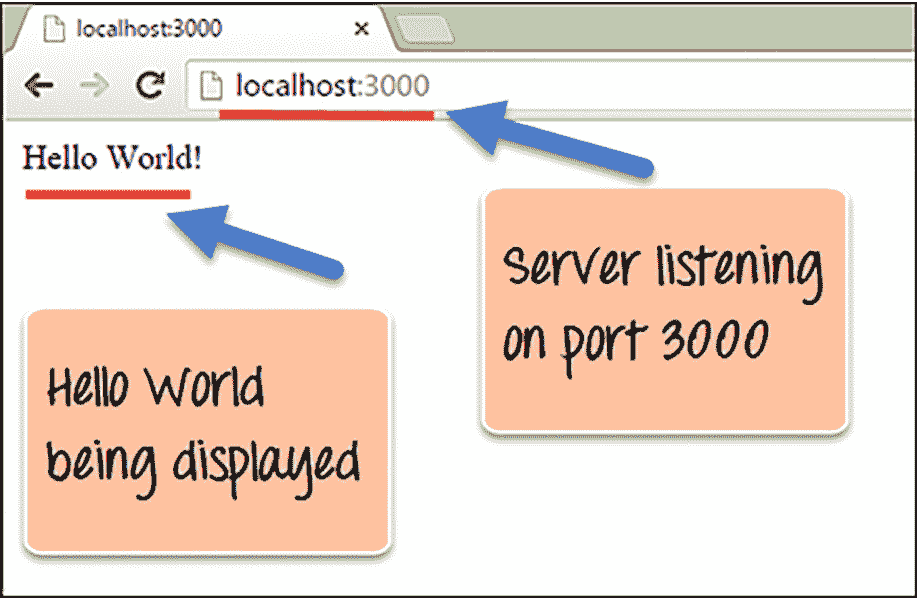 localhost:3000
localhost:3000
Hello World!
Server listening
on port 3000
Hello World
being displayed